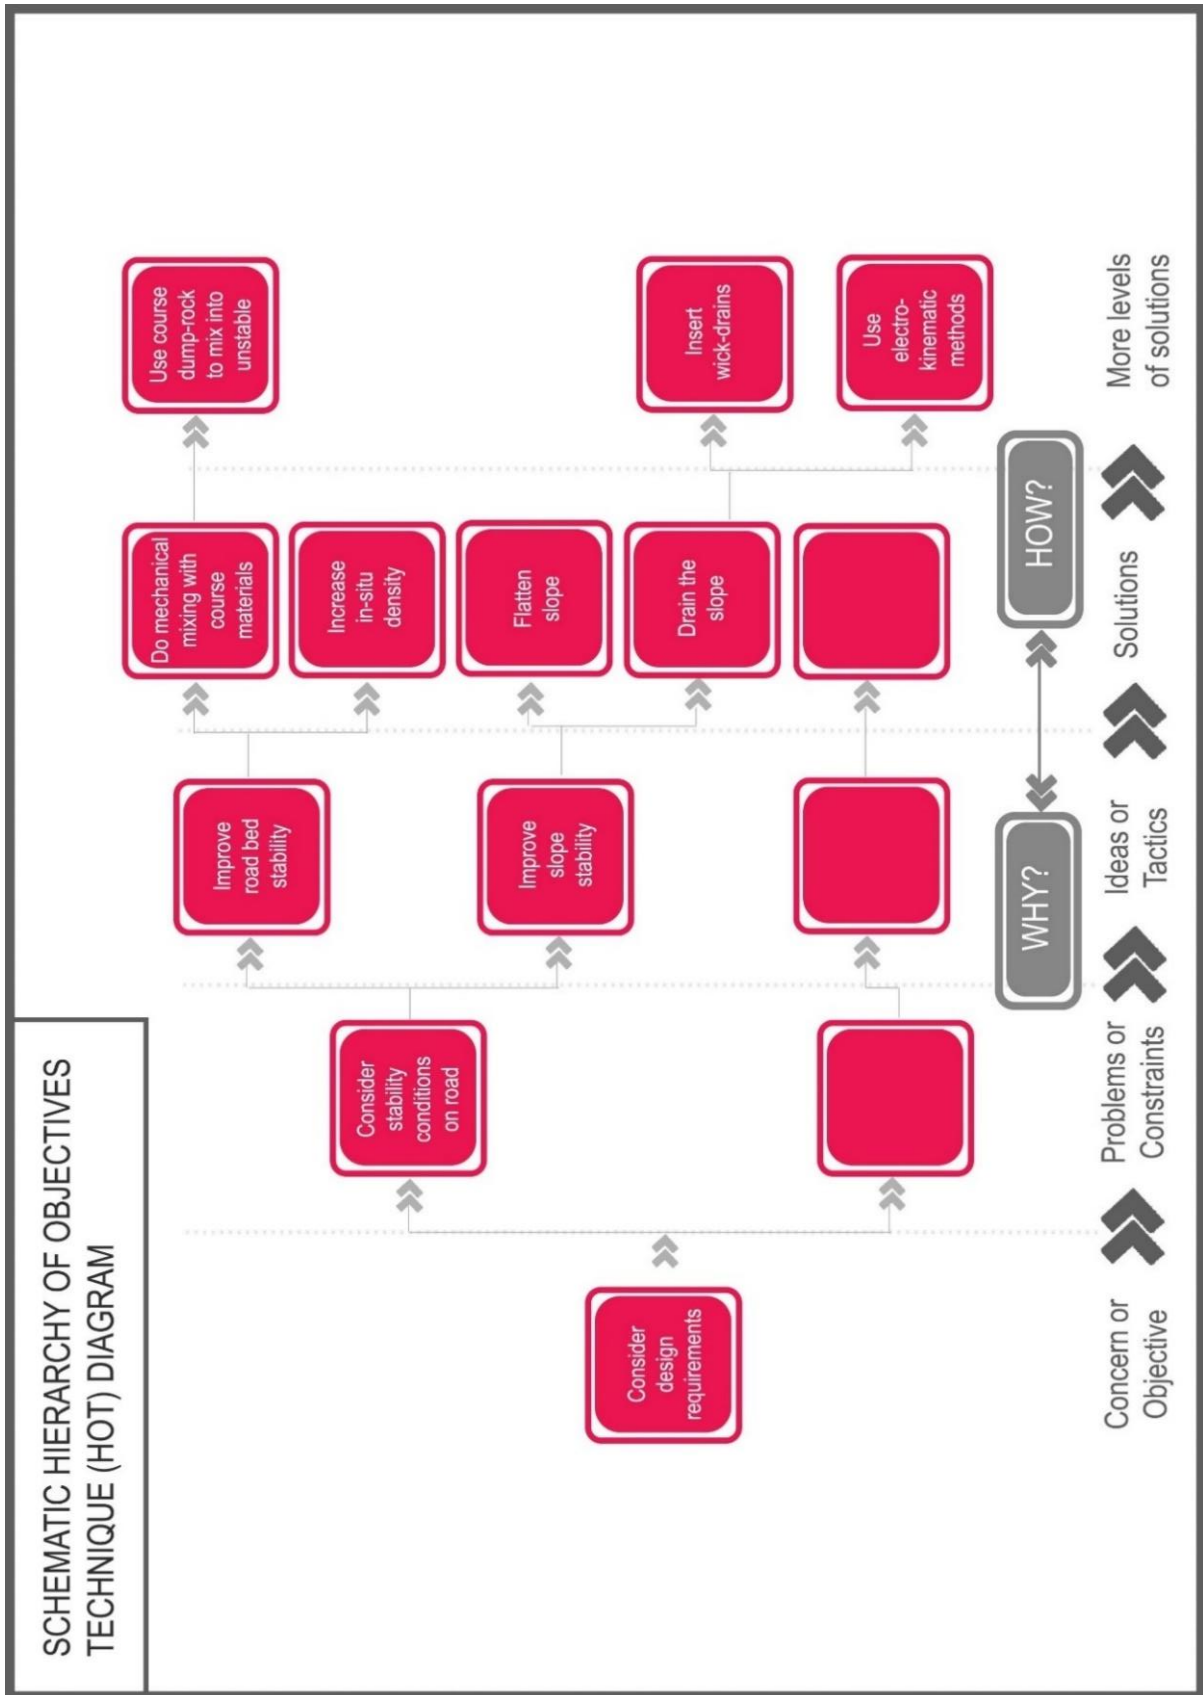 SCHEMATIC HIERARCHY OF OBJECTIVES
TECHNIQUE (HOT) DIAGRAM
Consider
design
requirements
Consider
stability
conditions
on road
Improve
road bed
stability
Improve
slope
stability
Do mechanical
mixing with
course
materials
Increase
in-situ
density
Flatten
slope
Drain the
slope
Use course
dump-rock
to mix into
unstable
Insert
wick-drains
Use
electro-
kinematic
methods
WHY?
HOW?
Concern or
Objective
Problems or
Constraints
Ideas or
Tactics
Solutions
More levels
of solutions